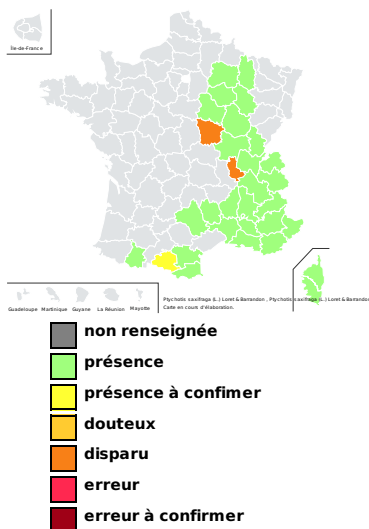 Île-de-France
Guadeloupe Martinique Guyane La Réunion Mayotte
Ptychotis saxifraga (L.) Loret & Barrandon , Ptychotis saxifraga (L.) Loret & Barrandon
Carte en cours d'élaboration.
non renseignée
présence
présence à confimer
douteux
disparu
erreur
erreur à confirmer